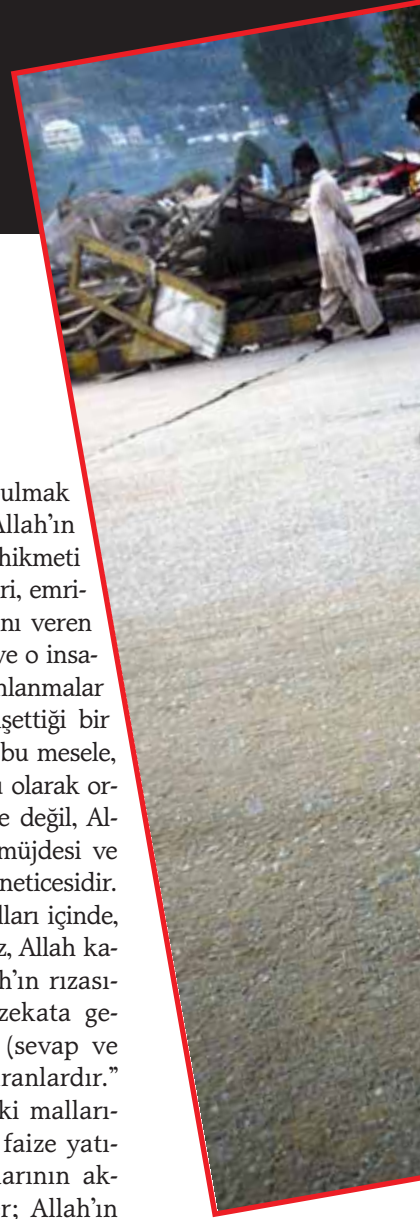 ulmak
Allah’ın
hikmeti
ri, emri-
nı veren
ve o insa-
nlanmalar
şettiği bir
bu mesele,
ı olarak or-
e değil, Al-
müjdesi ve
neticesidir.
lları içinde,
z, Allah ka-
h’ın rızası-
zekata ge-
(sevap ve
ranlardır.”
ki malları-
faize yatı-
larının ak-
r; Allah’ın